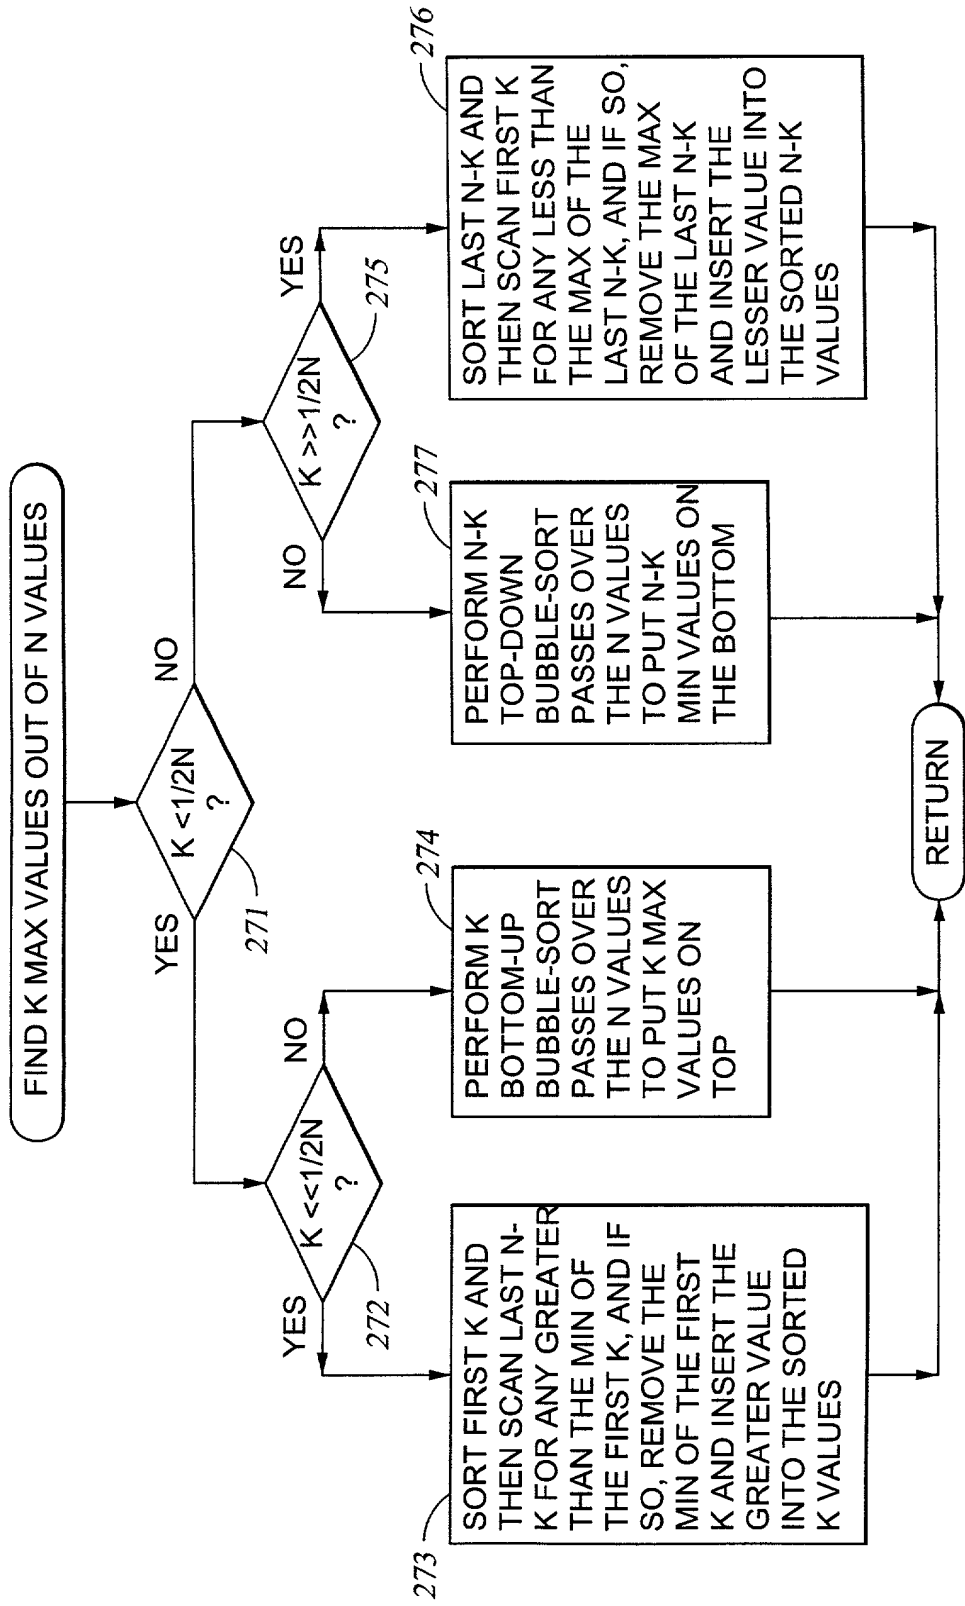 FIND K MAX VALUES OUT OF N VALUES
K <1/2N
?
271
YES
NO
K <<1/2N
?
272
YES
NO
K >>1/2N
?
275
NO
YES
273
SORT FIRST K AND
THEN SCAN LAST N-
K FOR ANY GREATER
THAN THE MIN OF
THE FIRST K, AND IF
SO, REMOVE THE
MIN OF THE FIRST
K AND INSERT THE
GREATER VALUE
INTO THE SORTED
K VALUES
274
PERFORM K
BOTTOM-UP
BUBBLE-SORT
PASSES OVER
THE N VALUES
TO PUT K MAX
VALUES ON
TOP
277
PERFORM N-K
TOP-DOWN
BUBBLE-SORT
PASSES OVER
THE N VALUES
TO PUT N-K
MIN VALUES ON
THE BOTTOM
276
SORT LAST N-K AND
THEN SCAN FIRST K
FOR ANY LESS THAN
THE MAX OF THE
LAST N-K, AND IF SO,
REMOVE THE MAX
OF THE LAST N-K
AND INSERT THE
LESSER VALUE INTO
THE SORTED N-K
VALUES
RETURN